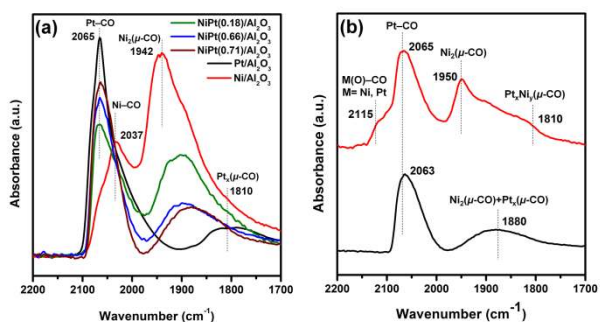 (a)
Pt–CO
2065
Ni₂(μ-CO)
1942
Ni–CO
2037
Ptₓ(μ-CO)
1810
NiPt(0.18)/Al₂O₃
NiPt(0.66)/Al₂O₃
NiPt(0.71)/Al₂O₃
Pt/Al₂O₃
Ni/Al₂O₃
Absorbance (a.u.)
2200 2100 2000 1900 1800 1700
Wavenumber (cm⁻¹)
(b)
Pt–CO
2065
Ni₂(μ-CO)
1950
M(O)–CO
M= Ni, Pt
2115
PtₓNiᵧ(μ-CO)
1810
2063
Ni₂(μ-CO)+Ptₓ(μ-CO)
1880
Absorbance (a.u.)
2200 2100 2000 1900 1800 1700
Wavenumber (cm⁻¹)